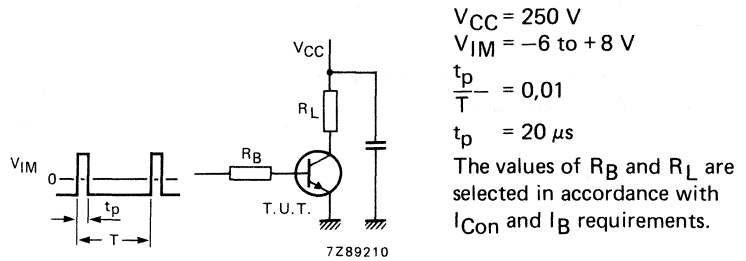 VCC
RL
RB
VIM
0
tp
T
T.U.T.
7Z89210
VCC = 250 V
VIM = −6 to +8 V
tp
T = 0,01
tp = 20 μs
The values of RB and RL are
selected in accordance with
ICon and IB requirements.